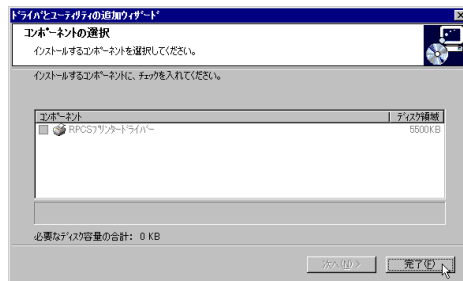 ﾄﾞﾗｲﾊﾞとﾕｰﾃｨﾘﾃｨの追加ｳｨｻﾞｰﾄﾞ
ｺﾝﾎﾟｰﾈﾝﾄの選択
ｲﾝｽﾄｰﾙするｺﾝﾎﾟｰﾈﾝﾄを選択してください。
ｲﾝｽﾄｰﾙするｺﾝﾎﾟｰﾈﾝﾄに、ﾁｪｯｸを入れてください。
ｺﾝﾎﾟｰﾈﾝﾄ ﾃﾞｨｽｸ領域
RPCSﾌﾟﾘﾝﾀｰﾄﾞﾗｲﾊﾞｰ 5500KB
必要なﾃﾞｨｽｸ容量の合計： 0 KB
次へ(N) > 完了(F)